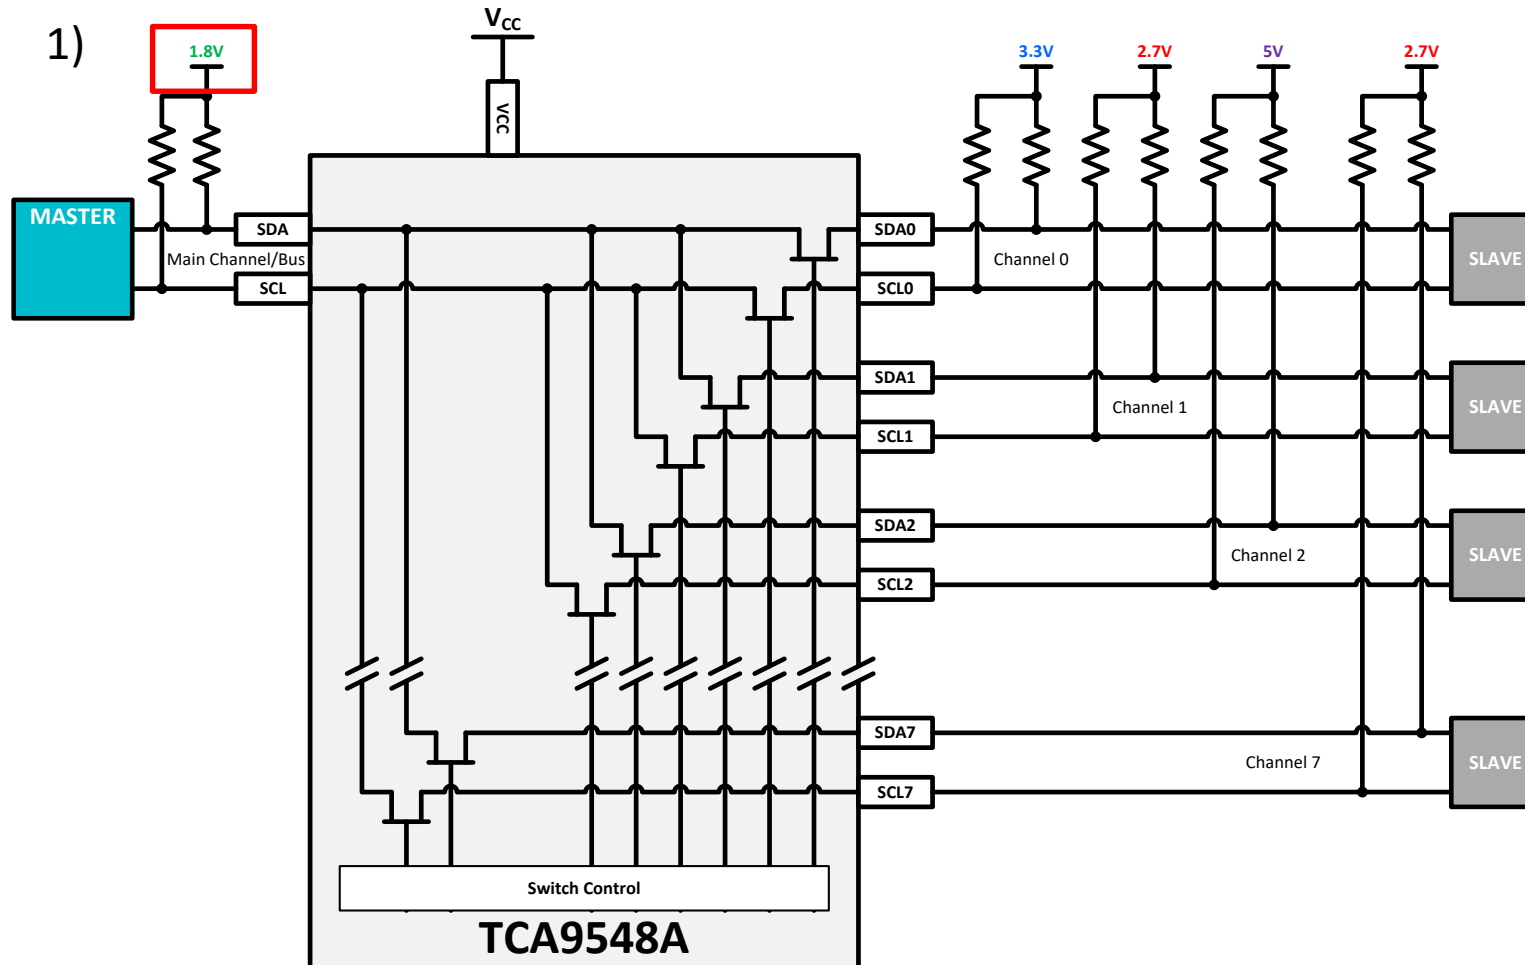 1)
1.8V
VCC
3.3V
2.7V
5V
2.7V
VCC
MASTER
SDA
SDA0
SLAVE
Main Channel/Bus
Channel 0
SCL
SCL0
SDA1
SLAVE
Channel 1
SCL1
SDA2
SLAVE
Channel 2
SCL2
SDA7
SLAVE
Channel 7
SCL7
Switch Control
TCA9548A